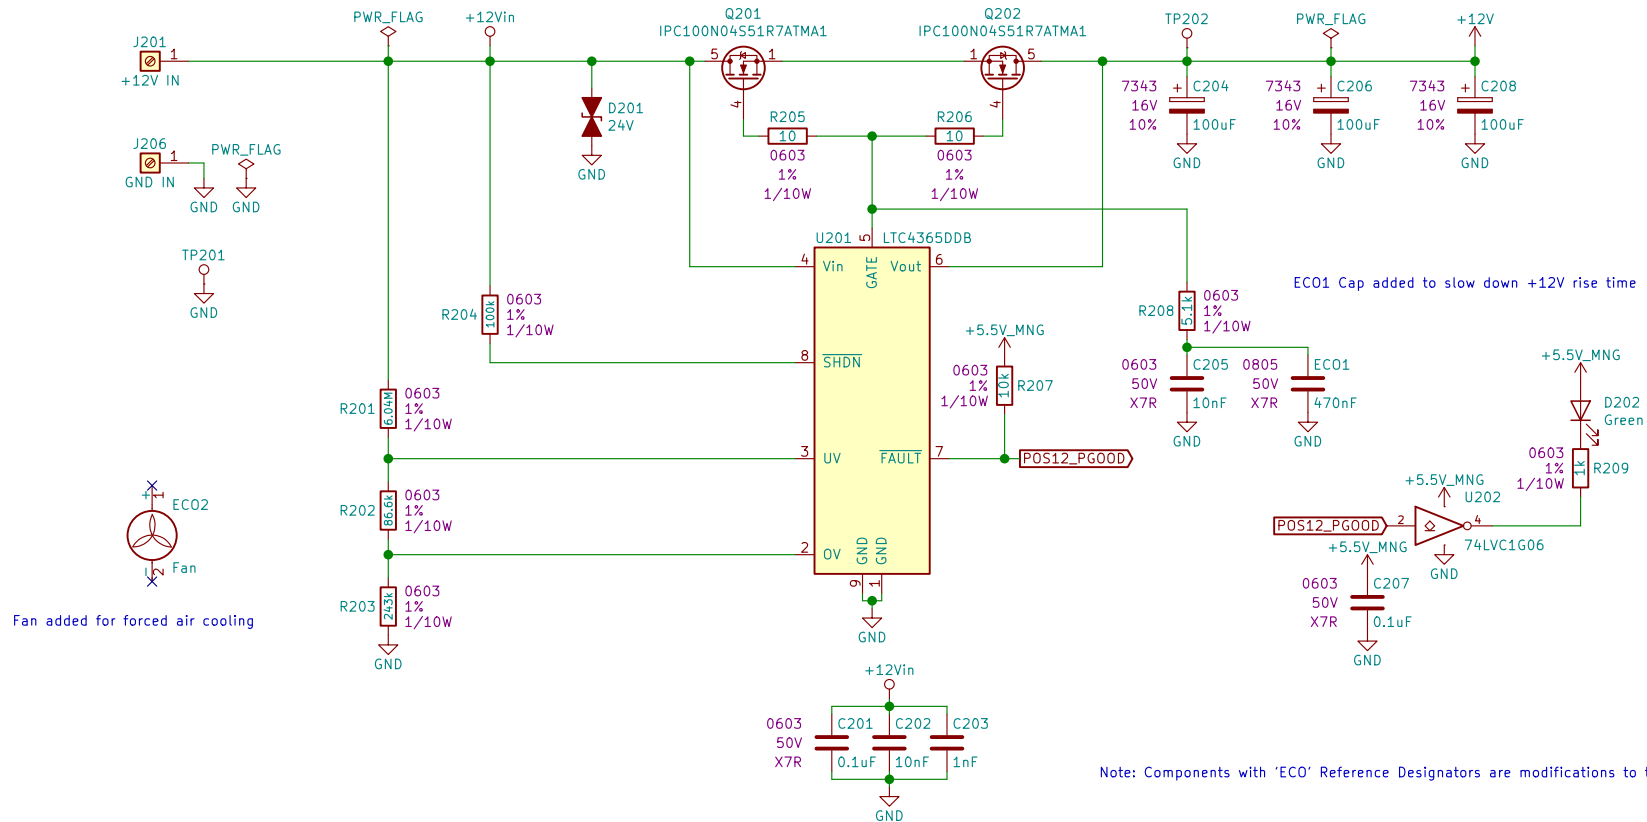 J201
1
+12V IN
J206
1
GND IN
GND
PWR_FLAG
GND
TP201
GND
PWR_FLAG
+12Vin
D201
24V
GND
Q201
IPC100N04S51R7ATMA1
5
1
4
Q202
IPC100N04S51R7ATMA1
1
5
4
R205
10
0603
1%
1/10W
R206
10
0603
1%
1/10W
TP202
PWR_FLAG
+12V
7343
16V
10%
C204
100uF
GND
7343
16V
10%
C206
100uF
GND
7343
16V
10%
C208
100uF
GND
U201
LTC4365DDB
5
GATE
4
Vin
Vout
6
8
SHDN
3
UV
FAULT
7
2
OV
GND
GND
9
1
GND
R204
100k
0603
1%
1/10W
R201
6.04M
0603
1%
1/10W
R202
86.6k
0603
1%
1/10W
R203
243k
0603
1%
1/10W
GND
+5.5V_MNG
0603
1%
1/10W
10k
R207
POS12_PGOOD
R208
5.1k
0603
1%
1/10W
0603
50V
X7R
C205
10nF
GND
0805
50V
X7R
ECO1
470nF
GND
ECO1 Cap added to slow down +12V rise time
+5.5V_MNG
D202
Green
0603
1%
1/10W
1k
R209
+5.5V_MNG
U202
POS12_PGOOD
2
4
74LVC1G06
GND
+5.5V_MNG
0603
50V
X7R
C207
0.1uF
GND
+
1
ECO2
-
2
Fan
Fan added for forced air cooling
+12Vin
0603
50V
X7R
C201
0.1uF
C202
10nF
C203
1nF
GND
Note: Components with 'ECO' Reference Designators are modifications to